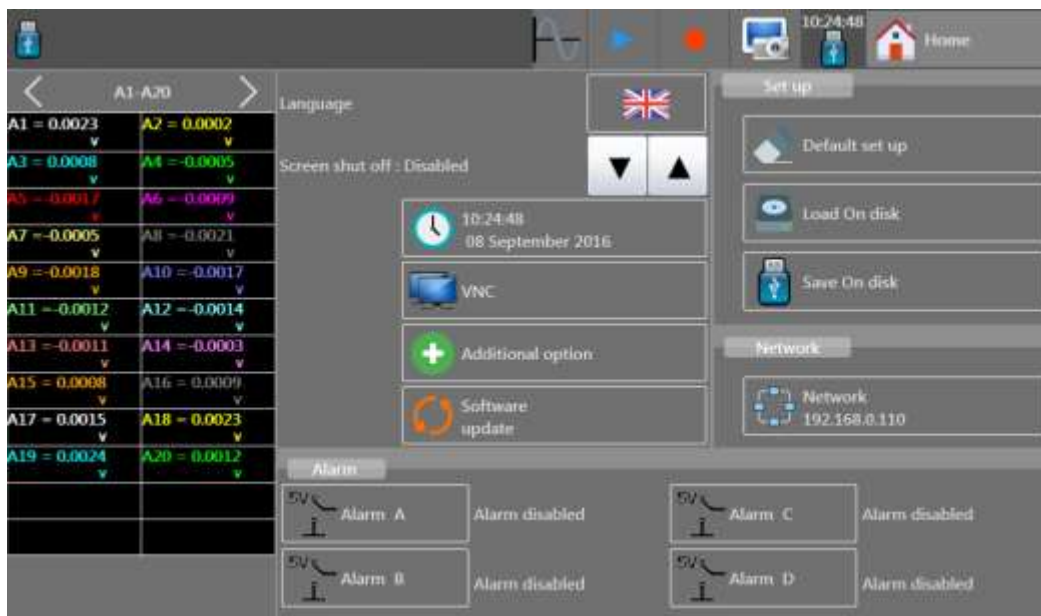 10:24:48
Home
A1-A20
A1 = 0.0023
V
A2 = 0.0002
V
A3 = 0.0008
V
A4 =-0.0005
V
A5 =-0.0017
V
A6 =-0.0009
V
A7 =-0.0005
V
A8 =-0.0021
V
A9 =-0.0018
V
A10 =-0.0017
V
A11 =-0.0012
V
A12 =-0.0014
V
A13 =-0.0011
V
A14 =-0.0003
V
A15 = 0.0008
V
A16 = 0.0009
V
A17 = 0.0015
V
A18 = 0.0023
V
A19 = 0.0024
V
A20 = 0.0012
V
Language
Screen shut off : Disabled
10:24:48
08 September 2016
VNC
Additional option
Software
update
Set up
Default set up
Load On disk
Save On disk
Network
Network
192.168.0.110
Alarm
5V
Alarm A
Alarm disabled
5V
Alarm C
Alarm disabled
5V
Alarm B
Alarm disabled
5V
Alarm D
Alarm disabled